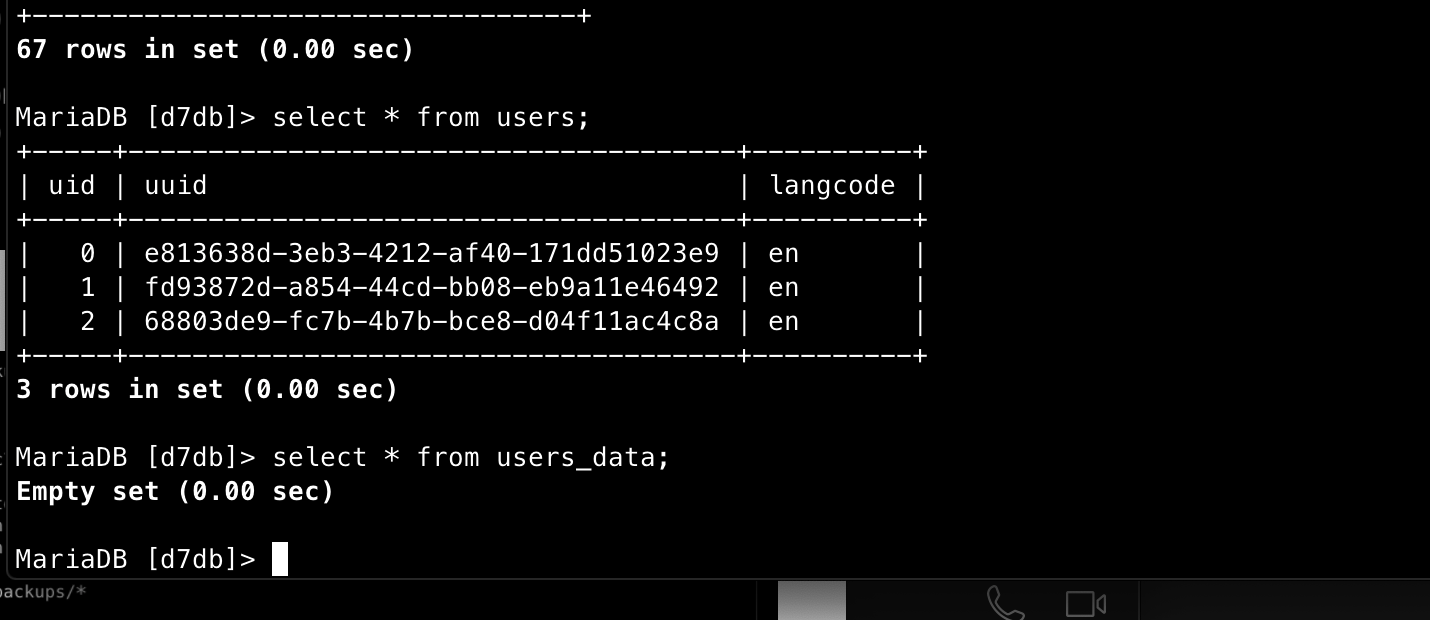 +----------------------------------+
67 rows in set (0.00 sec)
MariaDB [d7db]> select * from users;
+-----+--------------------------------------+----------+
| uid | uuid                                 | langcode |
+-----+--------------------------------------+----------+
|   0 | e813638d-3eb3-4212-af40-171dd51023e9 | en       |
|   1 | fd93872d-a854-44cd-bb08-eb9a11e46492 | en       |
|   2 | 68803de9-fc7b-4b7b-bce8-d04f11ac4c8a | en       |
+-----+--------------------------------------+----------+
3 rows in set (0.00 sec)
MariaDB [d7db]> select * from users_data;
Empty set (0.00 sec)
MariaDB [d7db]>
backups/*